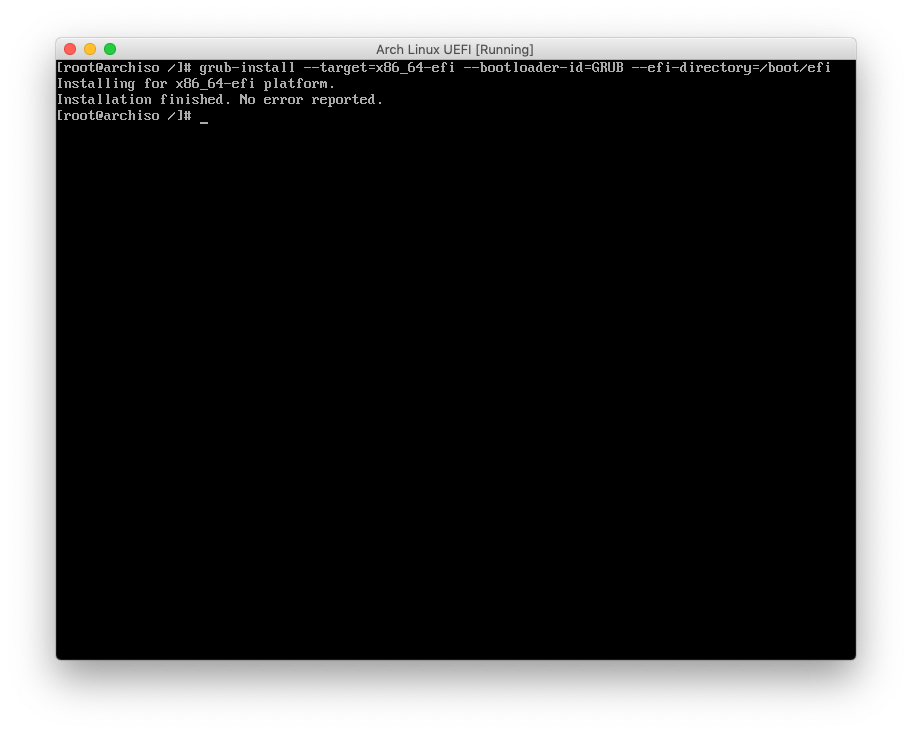 Arch Linux UEFI [Running]
[root@archiso /]# grub-install --target=x86_64-efi --bootloader-id=GRUB --efi-directory=/boot/efi
Installing for x86_64-efi platform.
Installation finished. No error reported.
[root@archiso /]# _